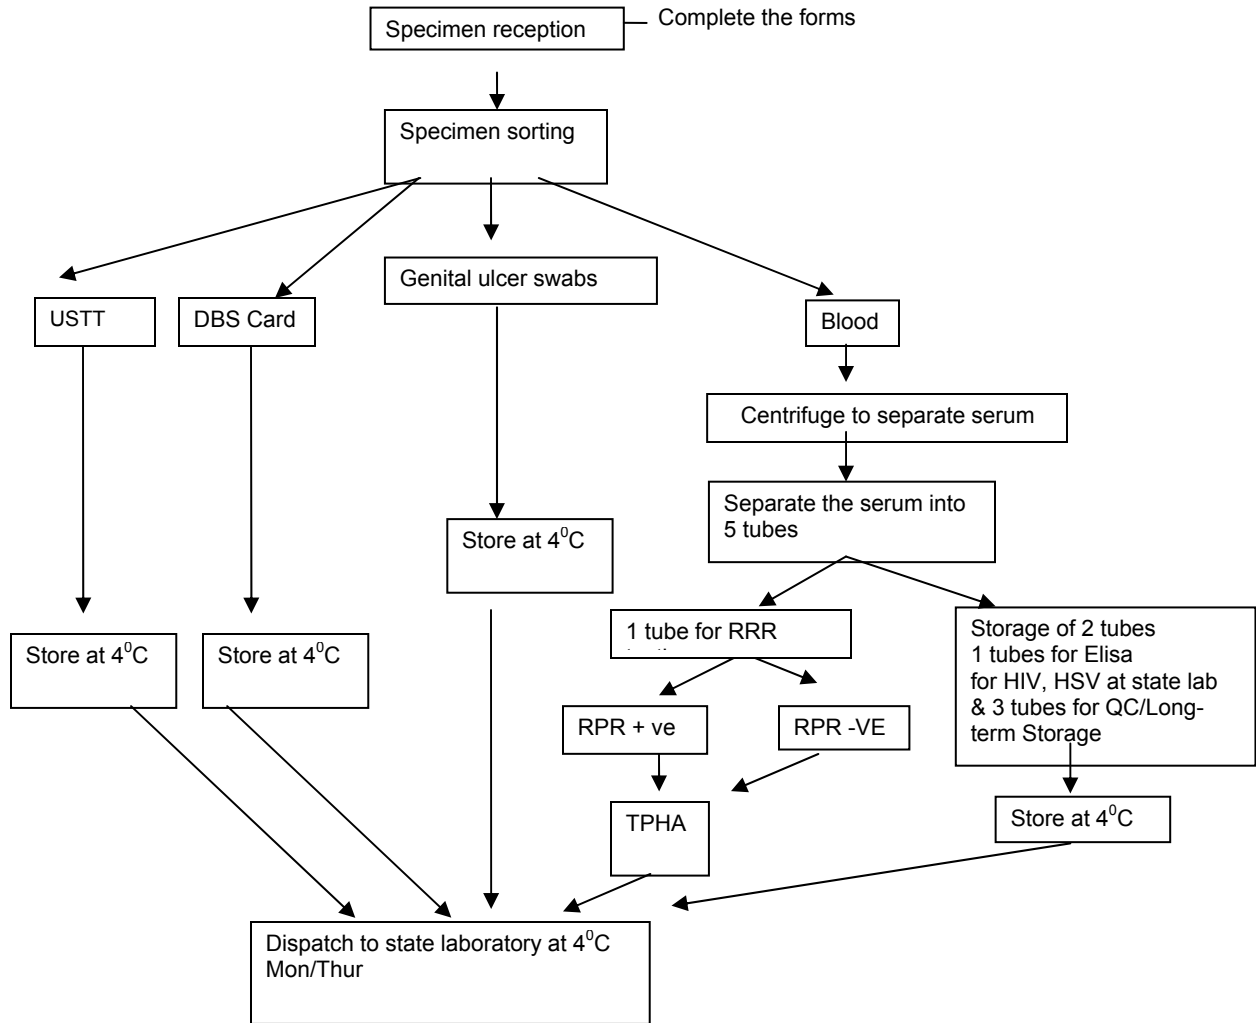 Specimen reception
Complete the forms
Specimen sorting
USTT
DBS Card
Genital ulcer swabs
Blood
Centrifuge to separate serum
Separate the serum into
5 tubes
Store at 4⁰C
1 tube for RRR
Storage of 2 tubes
1 tubes for Elisa
for HIV, HSV at state lab
& 3 tubes for QC/Long-
term Storage
Store at 4⁰C
Store at 4⁰C
RPR + ve
RPR -VE
TPHA
Store at 4⁰C
Dispatch to state laboratory at 4⁰C
Mon/Thur